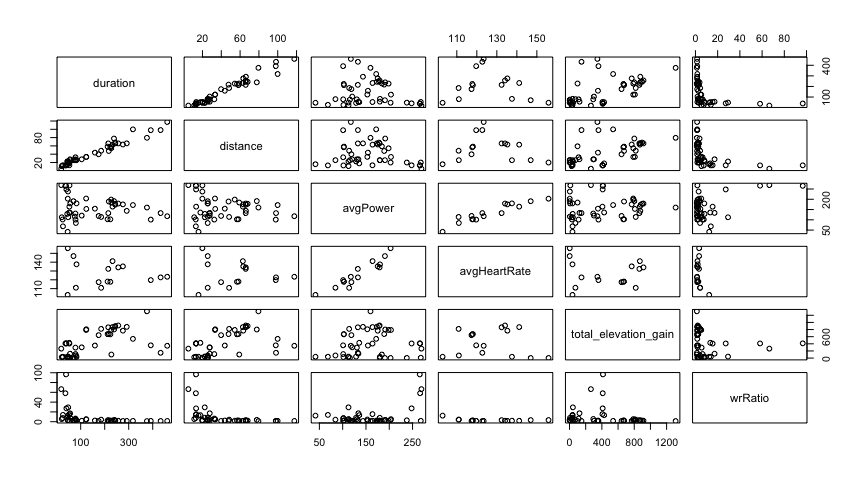 20 60 100
110 130 150
0 20 40 60 80
duration
100 400
20 80
distance
avgPower
50 200
110 140
avgHeartRate
total_elevation_gain
0 600
0 40 80 100
wrRatio
100 300
50 150 250
0 400 800 1200